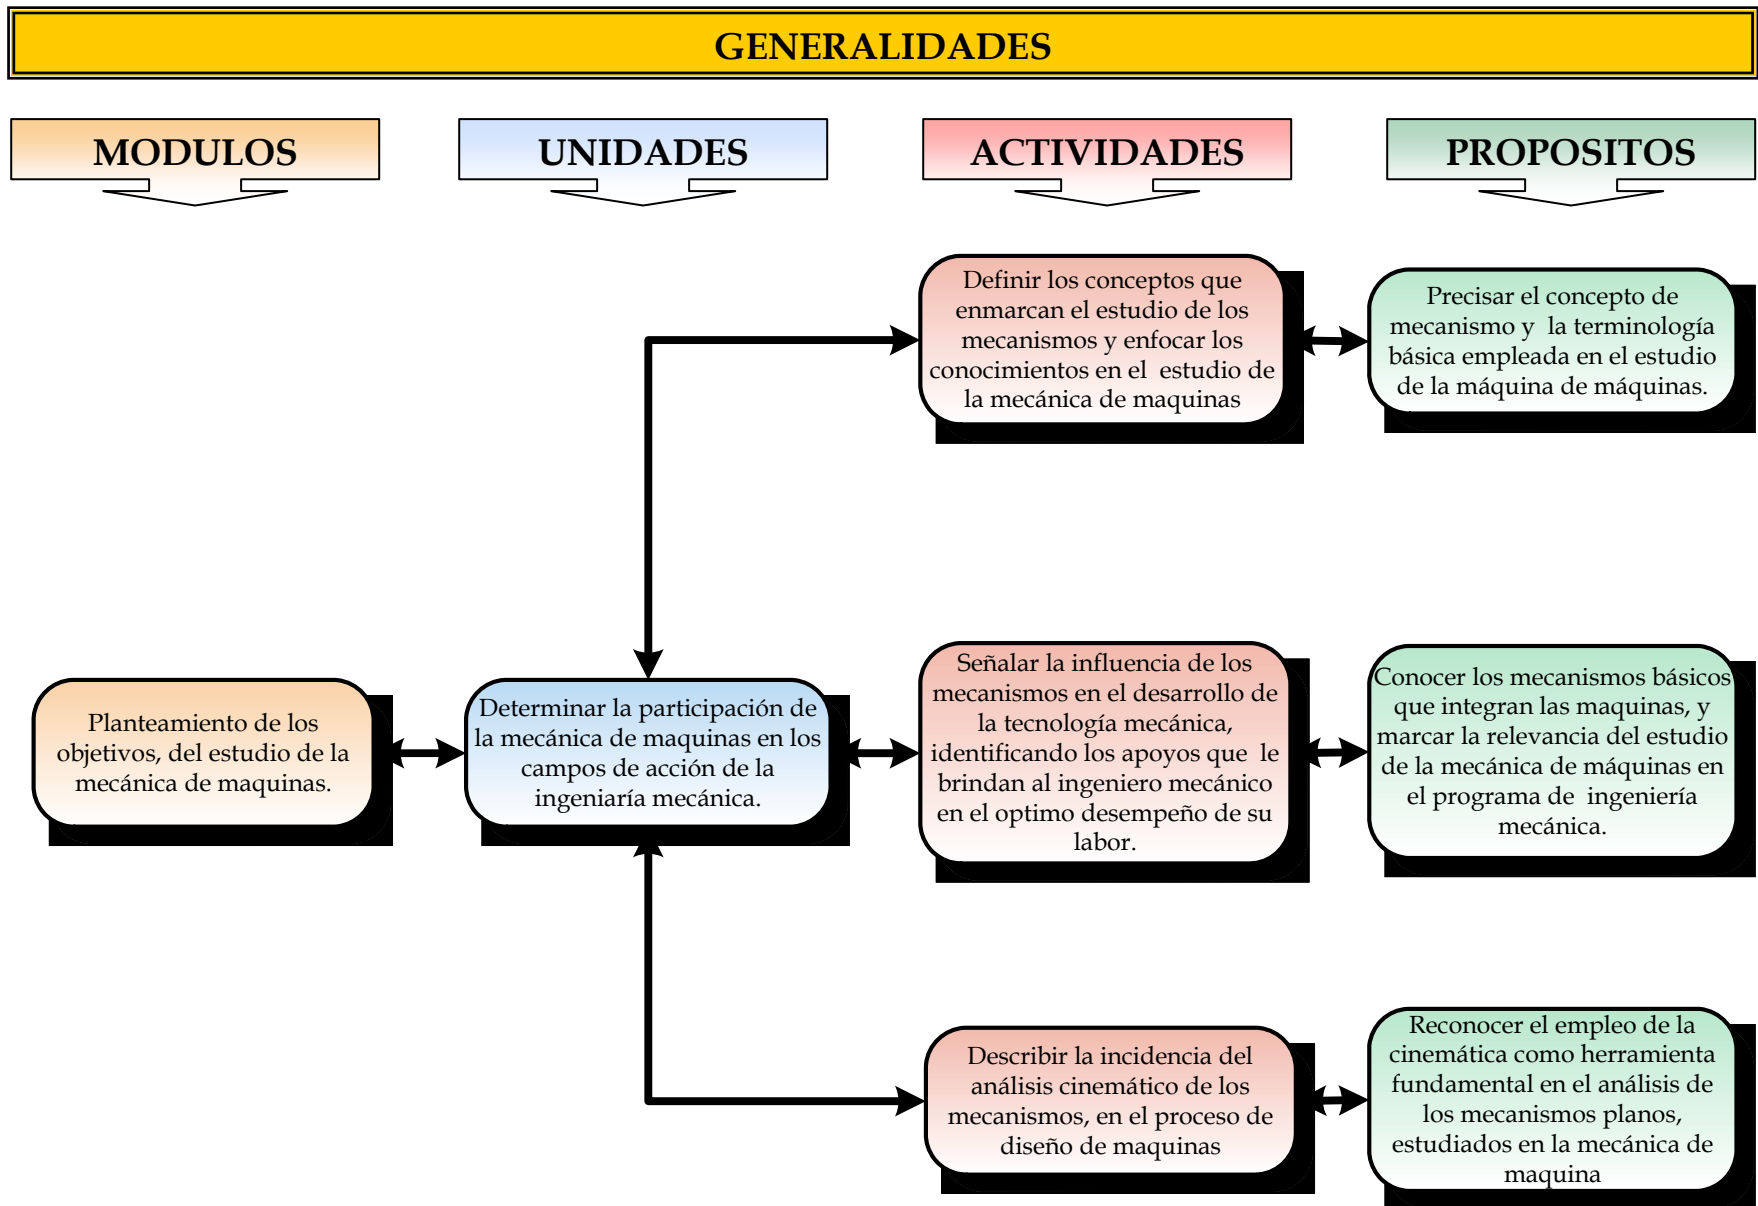 GENERALIDADES
MODULOS
UNIDADES
ACTIVIDADES
PROPOSITOS
Definir los conceptos que
enmarcan el estudio de los
mecanismos y enfocar los
conocimientos en el estudio de
la mecánica de maquinas
Precisar el concepto de
mecanismo y la terminología
básica empleada en el estudio
de la máquina de máquinas.
Planteamiento de los
objetivos, del estudio de la
mecánica de maquinas.
Determinar la participación de
la mecánica de maquinas en los
campos de acción de la
ingeniaría mecánica.
Señalar la influencia de los
mecanismos en el desarrollo de
la tecnología mecánica,
identificando los apoyos que le
brindan al ingeniero mecánico
en el optimo desempeño de su
labor.
Conocer los mecanismos básicos
que integran las maquinas, y
marcar la relevancia del estudio
de la mecánica de máquinas en
el programa de ingeniería
mecánica.
Describir la incidencia del
análisis cinemático de los
mecanismos, en el proceso de
diseño de maquinas
Reconocer el empleo de la
cinemática como herramienta
fundamental en el análisis de
los mecanismos planos,
estudiados en la mecánica de
maquina